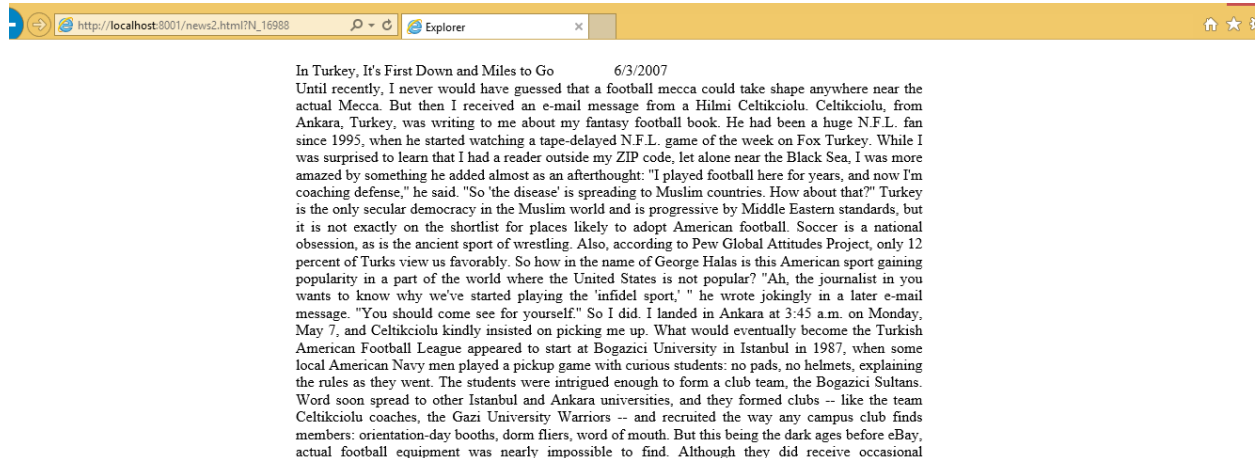 http://localhost:8001/news2.html?N_16988
Explorer
In Turkey, It's First Down and Miles to Go 6/3/2007
Until recently, I never would have guessed that a football mecca could take shape anywhere near the
actual Mecca. But then I received an e-mail message from a Hilmi Celtikciolu. Celtikciolu, from
Ankara, Turkey, was writing to me about my fantasy football book. He had been a huge N.F.L. fan
since 1995, when he started watching a tape-delayed N.F.L. game of the week on Fox Turkey. While I
was surprised to learn that I had a reader outside my ZIP code, let alone near the Black Sea, I was more
amazed by something he added almost as an afterthought: "I played football here for years, and now I'm
coaching defense," he said. "So 'the disease' is spreading to Muslim countries. How about that?" Turkey
is the only secular democracy in the Muslim world and is progressive by Middle Eastern standards, but
it is not exactly on the shortlist for places likely to adopt American football. Soccer is a national
obsession, as is the ancient sport of wrestling. Also, according to Pew Global Attitudes Project, only 12
percent of Turks view us favorably. So how in the name of George Halas is this American sport gaining
popularity in a part of the world where the United States is not popular? "Ah, the journalist in you
wants to know why we've started playing the 'infidel sport,' " he wrote jokingly in a later e-mail
message. "You should come see for yourself." So I did. I landed in Ankara at 3:45 a.m. on Monday,
May 7, and Celtikciolu kindly insisted on picking me up. What would eventually become the Turkish
American Football League appeared to start at Bogazici University in Istanbul in 1987, when some
local American Navy men played a pickup game with curious students: no pads, no helmets, explaining
the rules as they went. The students were intrigued enough to form a club team, the Bogazici Sultans.
Word soon spread to other Istanbul and Ankara universities, and they formed clubs -- like the team
Celtikciolu coaches, the Gazi University Warriors -- and recruited the way any campus club finds
members: orientation-day booths, dorm fliers, word of mouth. But this being the dark ages before eBay,
actual football equipment was nearly impossible to find. Although they did receive occasional